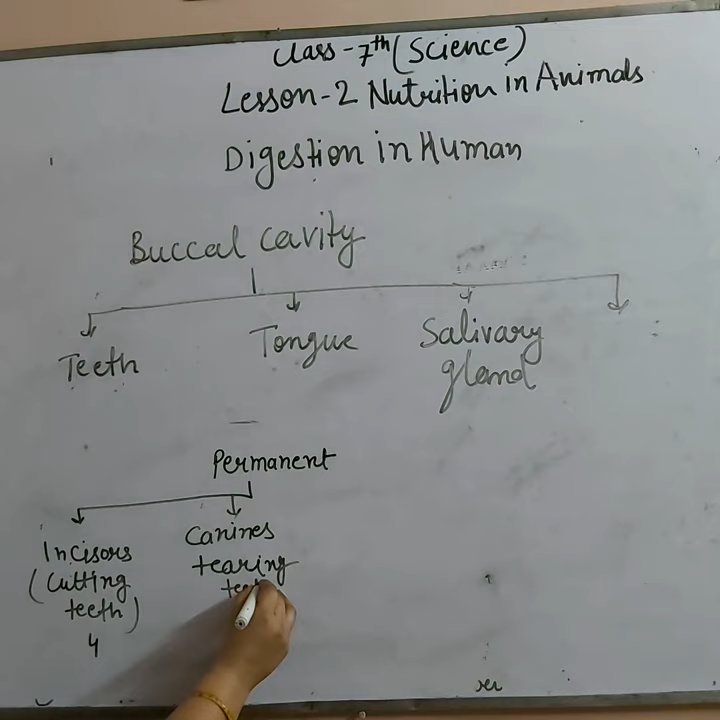 Class-7th (Science)
Lesson-2 Nutrition in Animals
Digestion in Human
Buccal cavity
Teeth
Tongue
Salivary
gland
Permanent
Incisors
(Cutting
teeth)
4
Canines
tearing